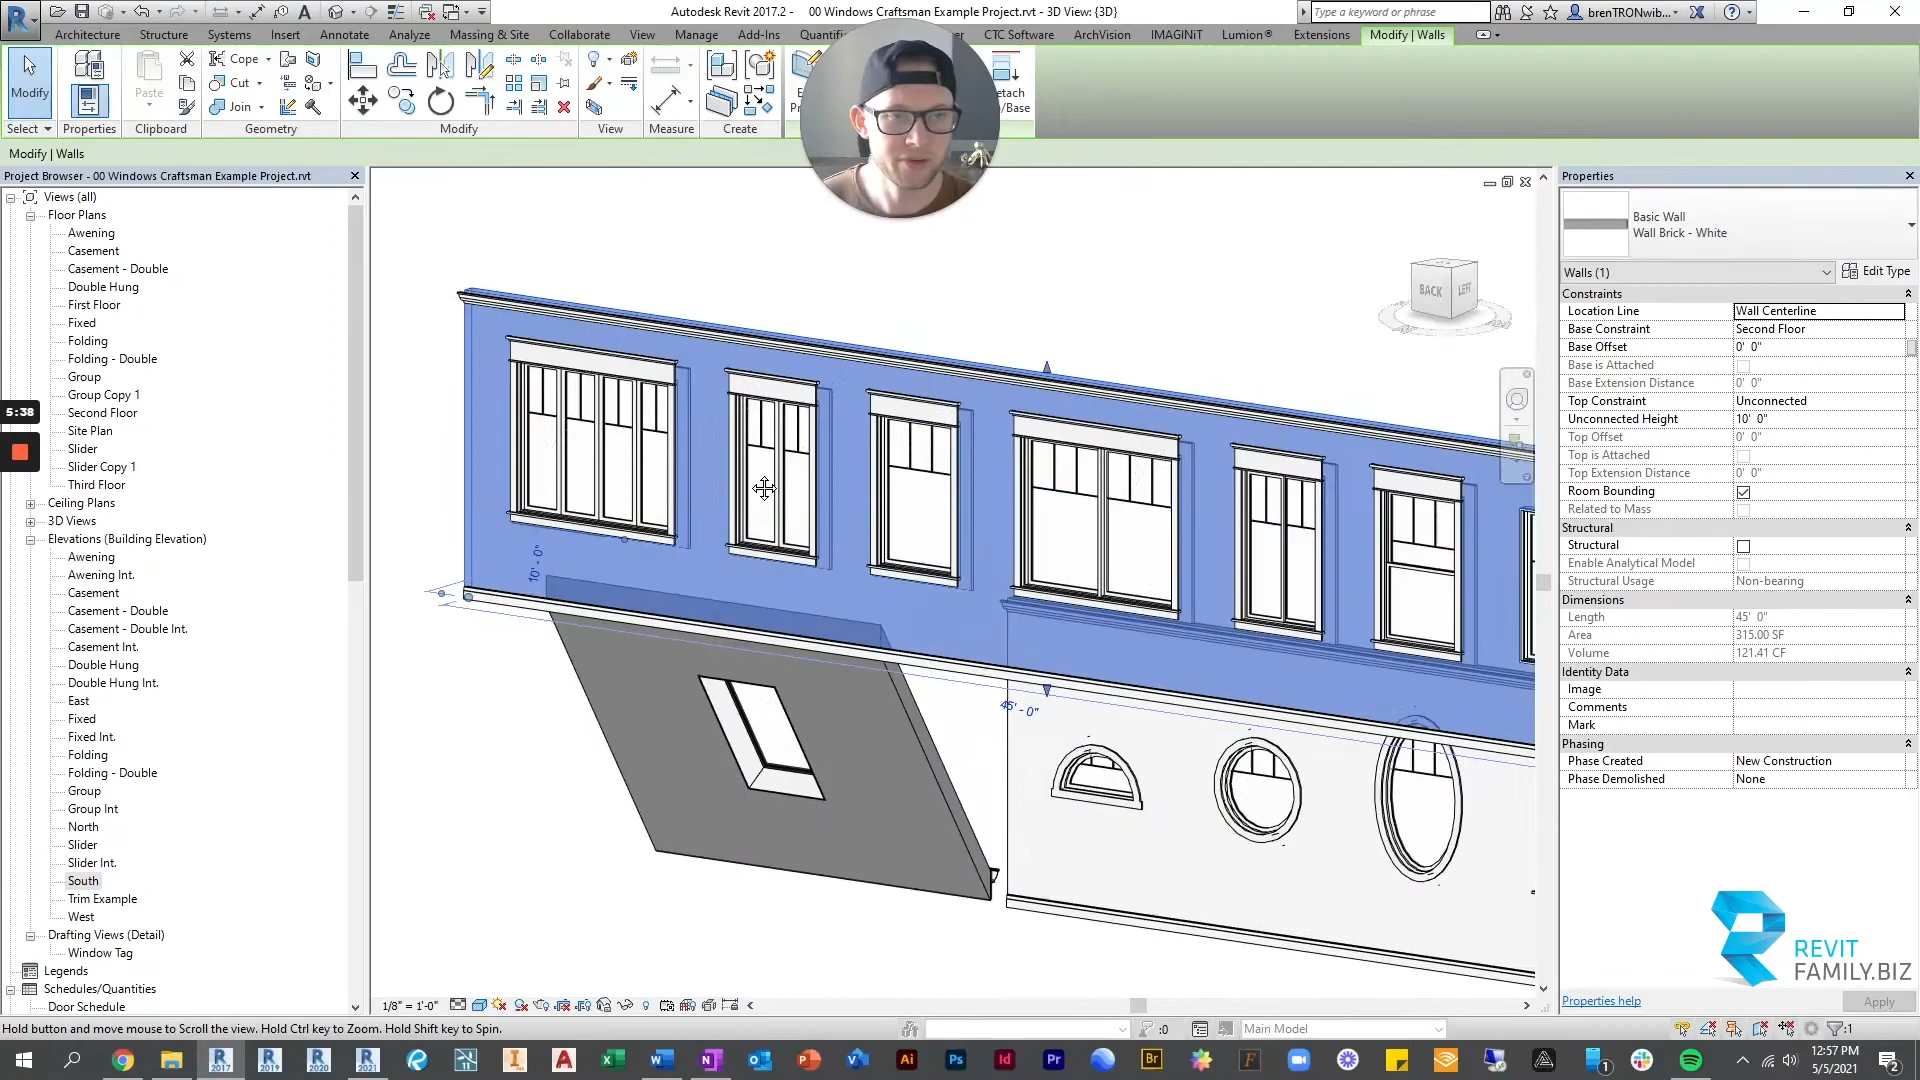 Autodesk Revit 2017.2 - 00 Windows Craftsman Example Project.rvt - 3D View: {3D}
Type a keyword or phrase
brenTRONwib...
Architecture Structure Systems Insert Annotate Analyze Massing & Site Collaborate View Manage Add-Ins CTC Software ArchVision IMAGINiT Lumion® Extensions Modify | Walls
Modify
Paste
Cope
Cut
Join
Select Properties Clipboard Geometry Modify View Measure Create
Modify | Walls
Project Browser - 00 Windows Craftsman Example Project.rvt
Views (all)
Floor Plans
Awening
Casement
Casement - Double
Double Hung
First Floor
Fixed
Folding
Folding - Double
Group
Group Copy 1
Second Floor
Site Plan
Slider
Slider Copy 1
Third Floor
Ceiling Plans
3D Views
Elevations (Building Elevation)
Awening
Awening Int.
Casement
Casement - Double
Casement - Double Int.
Casement Int.
Double Hung
Double Hung Int.
East
Fixed
Fixed Int.
Folding
Folding - Double
Group
Group Int
North
Slider
Slider Int.
South
Trim Example
West
Drafting Views (Detail)
Window Tag
Legends
Schedules/Quantities
Door Schedule
5:38
BACK LEFT
10' - 0"
45' - 0"
Properties
Basic Wall
Wall Brick - White
Walls (1)
Edit Type
Constraints
Location Line Wall Centerline
Base Constraint Second Floor
Base Offset 0' 0"
Base is Attached
Base Extension Distance 0' 0"
Top Constraint Unconnected
Unconnected Height 10' 0"
Top Offset 0' 0"
Top is Attached
Top Extension Distance 0' 0"
Room Bounding
Related to Mass
Structural
Structural
Enable Analytical Model
Structural Usage Non-bearing
Dimensions
Length 45' 0"
Area 315.00 SF
Volume 121.41 CF
Identity Data
Image
Comments
Mark
Phasing
Phase Created New Construction
Phase Demolished None
REVIT
FAMILY.BIZ
Properties help
Apply
1/8" = 1'-0"
Hold button and move mouse to Scroll the view. Hold Ctrl key to Zoom. Hold Shift key to Spin.
:0
Main Model
:1
12:57 PM
5/5/2021